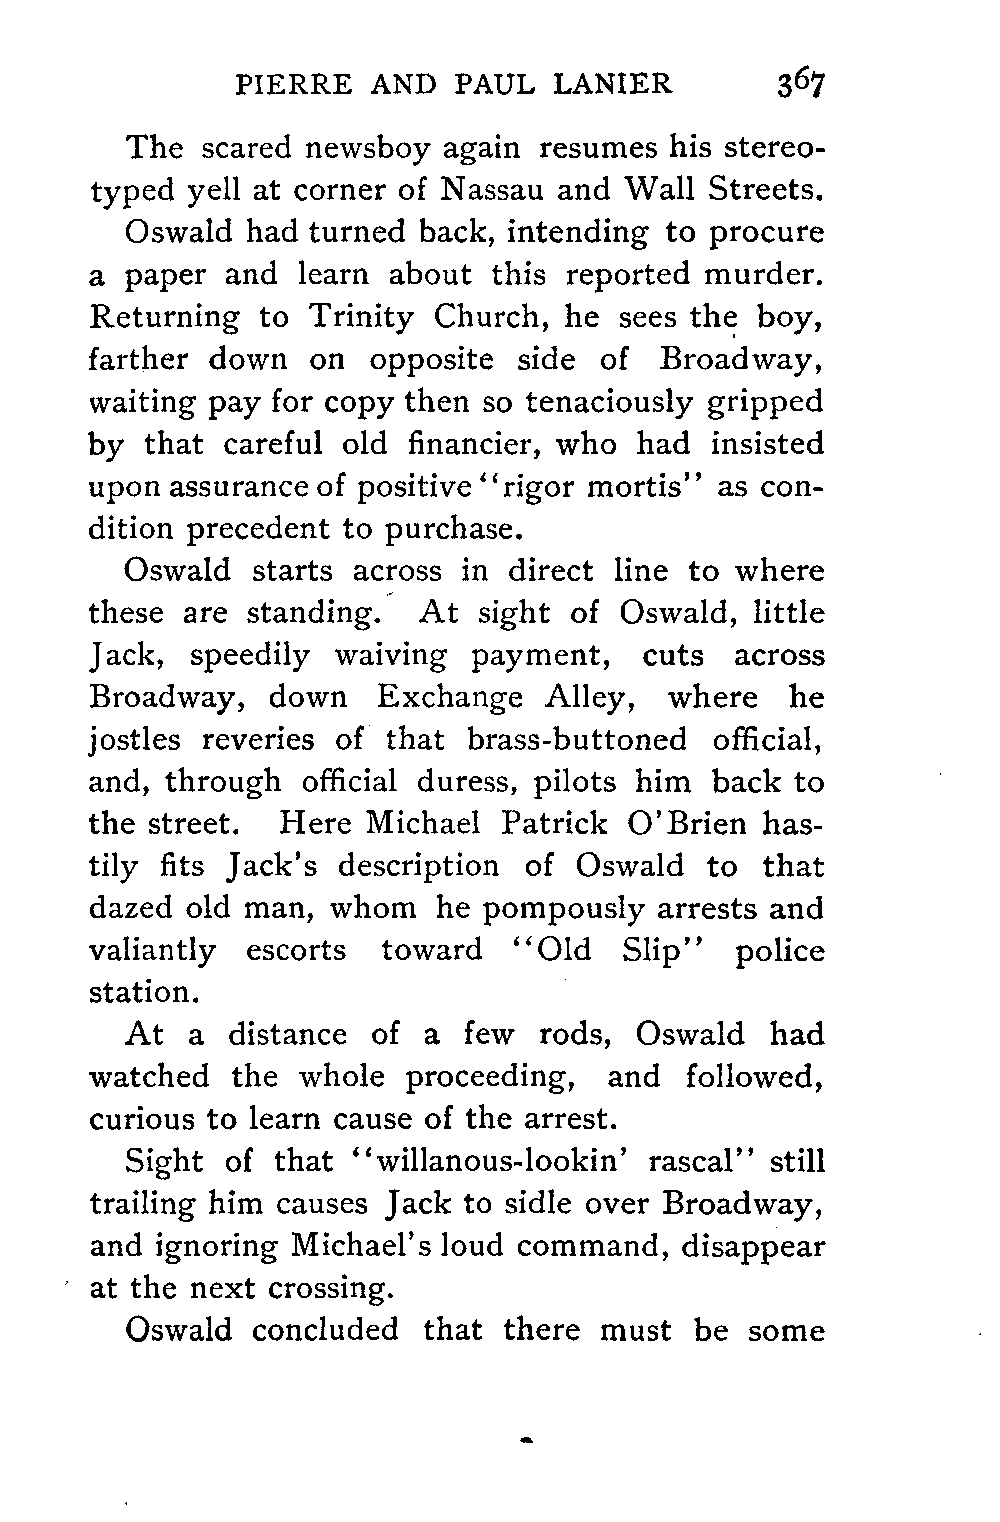 PIERRE AND PAUL LANIER 367
The scared newsboy again resumes his stereo-
typed yell at corner of Nassau and Wall Streets.
Oswald had turned back, intending to procure
a paper and learn about this reported murder.
Returning to Trinity Church, he sees the boy,
farther down on opposite side of Broadway,
waiting pay for copy then so tenaciously gripped
by that careful old financier, who had insisted
upon assurance of positive "rigor mortis" as con-
dition precedent to purchase.
Oswald starts across in direct line to where
these are standing. At sight of Oswald, little
Jack, speedily waiving payment, cuts across
Broadway, down Exchange Alley, where he
jostles reveries of that brass-buttoned official,
and, through official duress, pilots him back to
the street. Here Michael Patrick O'Brien has-
tily fits Jack's description of Oswald to that
dazed old man, whom he pompously arrests and
valiantly escorts toward "Old Slip" police
station.
At a distance of a few rods, Oswald had
watched the whole proceeding, and followed,
curious to learn cause of the arrest.
Sight of that "willanous-lookin' rascal" still
trailing him causes Jack to sidle over Broadway,
and ignoring Michael's loud command, disappear
at the next crossing.
Oswald concluded that there must be some